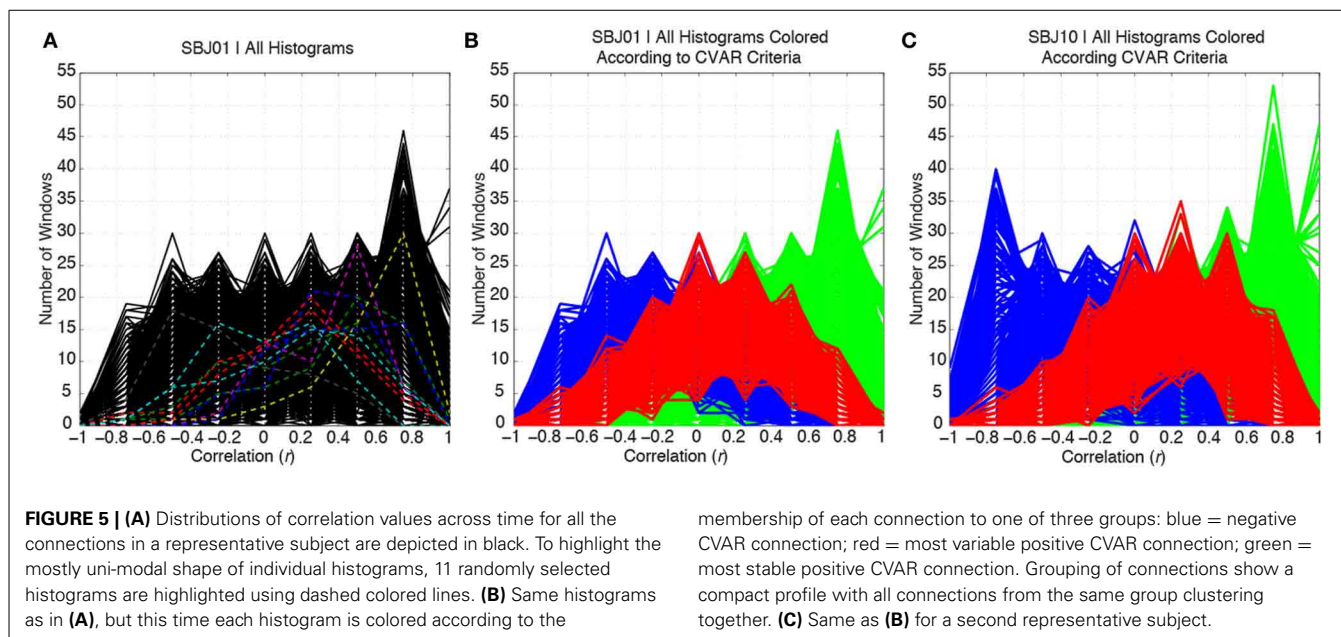 A
SBJ01 | All Histograms
55
50
45
40
35
30
25
20
15
10
5
0
Number of Windows
−1 −0.8 −0.6 −0.4 −0.2 0 0.2 0.4 0.6 0.8 1
Correlation (r)
B
SBJ01 | All Histograms Colored
According to CVAR Criteria
55
50
45
40
35
30
25
20
15
10
5
0
Number of Windows
−1 −0.8 −0.6 −0.4 −0.2 0 0.2 0.4 0.6 0.8 1
Correlation (r)
C
SBJ10 | All Histograms Colored
According CVAR Criteria
55
50
45
40
35
30
25
20
15
10
5
0
Number of Windows
−1 −0.8 −0.6 −0.4 −0.2 0 0.2 0.4 0.6 0.8 1
Correlation (r)
FIGURE 5 | (A) Distributions of correlation values across time for all the
connections in a representative subject are depicted in black. To highlight the
mostly uni-modal shape of individual histograms, 11 randomly selected
histograms are highlighted using dashed colored lines. (B) Same histograms
as in (A), but this time each histogram is colored according to the
membership of each connection to one of three groups: blue = negative
CVAR connection; red = most variable positive CVAR connection; green =
most stable positive CVAR connection. Grouping of connections show a
compact profile with all connections from the same group clustering
together. (C) Same as (B) for a second representative subject.